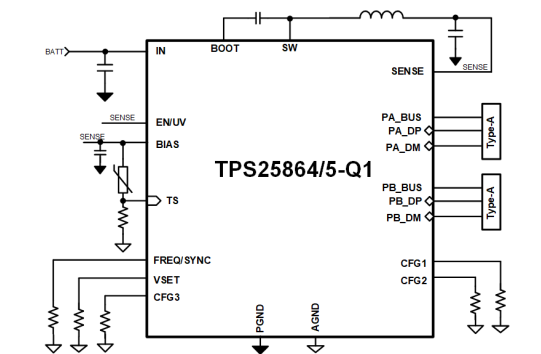 BATT
IN
BOOT
SW
SENSE
SENSE
SENSE
EN/UV
SENSE
BIAS
TPS25864/5-Q1
TS
PA_BUS
PA_DP
PA_DM
Type-A
PB_BUS
PB_DP
PB_DM
Type-A
FREQ/SYNC
VSET
CFG3
CFG1
CFG2
PGND
AGND